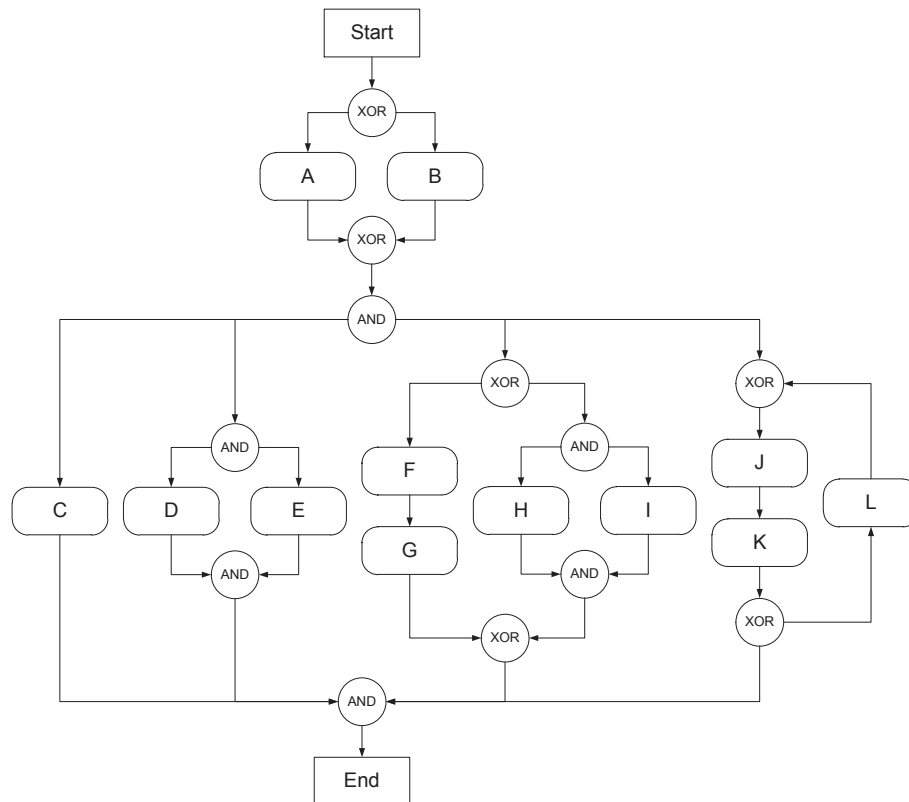 Start
XOR
A
B
XOR
AND
XOR
XOR
AND
AND
F
J
C
D
E
H
I
L
G
K
AND
AND
XOR
XOR
AND
End